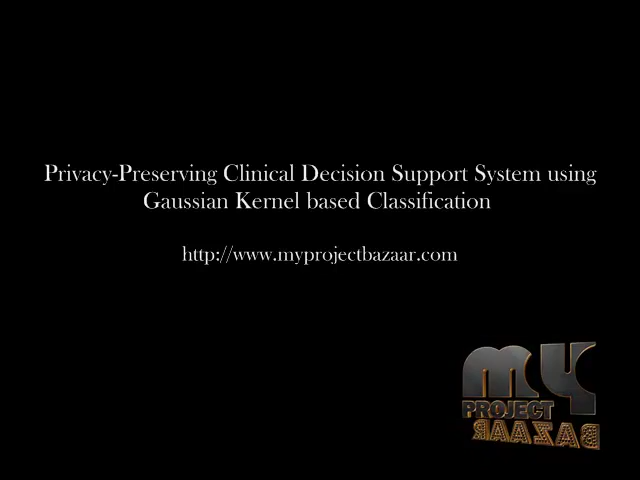 Privacy-Preserving Clinical Decision Support System using
Gaussian Kernel based Classification
http://www.myprojectbazaar.com
MY
PROJECT
BAZAAR